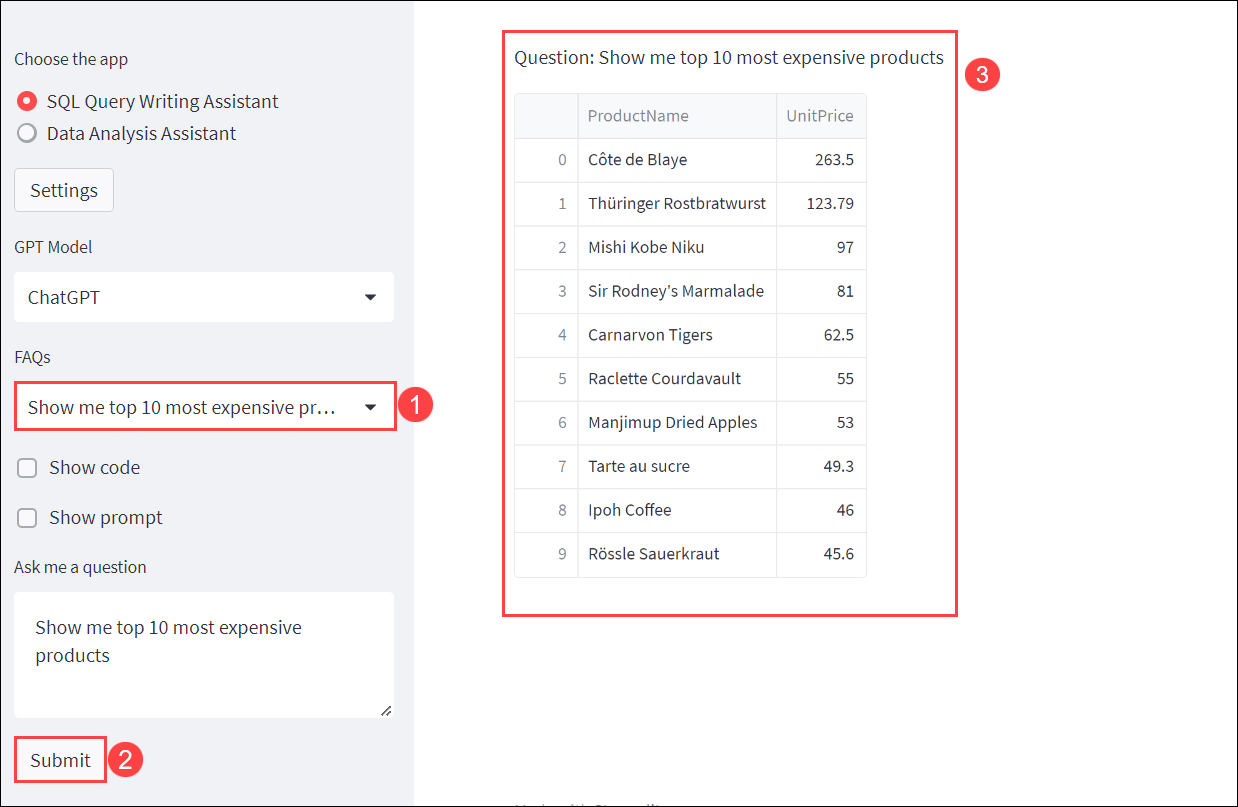 Choose the app
SQL Query Writing Assistant
Data Analysis Assistant
Settings
GPT Model
ChatGPT
FAQs
Show me top 10 most expensive pr...
1
Show code
Show prompt
Ask me a question
Show me top 10 most expensive
products
Submit
2
Question: Show me top 10 most expensive products
3
ProductName UnitPrice
0 Côte de Blaye 263.5
1 Thüringer Rostbratwurst 123.79
2 Mishi Kobe Niku 97
3 Sir Rodney's Marmalade 81
4 Carnarvon Tigers 62.5
5 Raclette Courdavault 55
6 Manjimup Dried Apples 53
7 Tarte au sucre 49.3
8 Ipoh Coffee 46
9 Rössle Sauerkraut 45.6